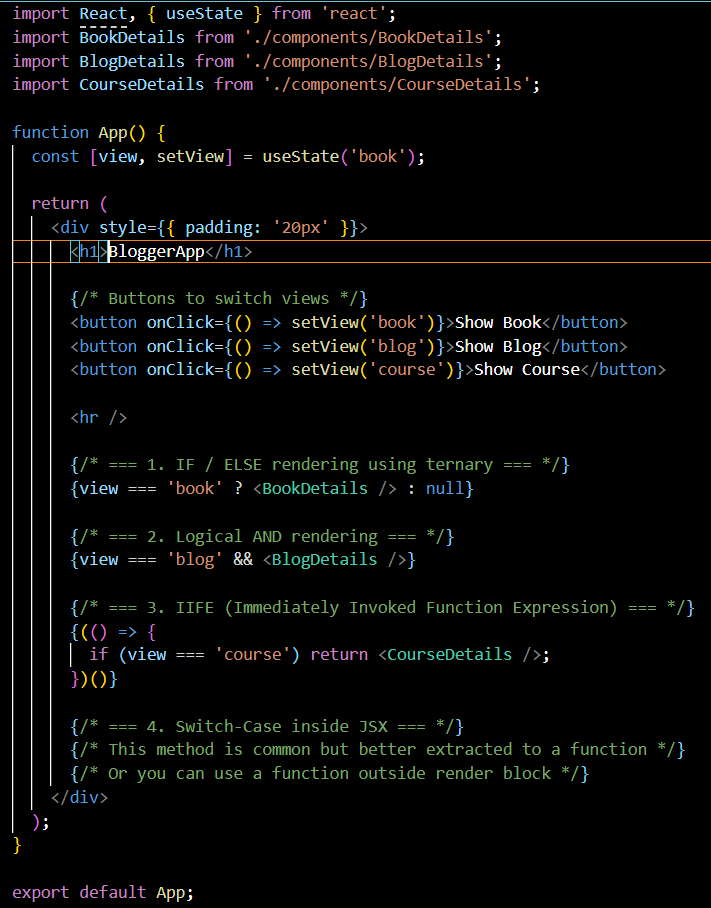 import React, { useState } from 'react';
import BookDetails from './components/BookDetails';
import BlogDetails from './components/BlogDetails';
import CourseDetails from './components/CourseDetails';
function App() {
const [view, setView] = useState('book');
return (
<div style={{ padding: '20px' }}>
<h1>BloggerApp</h1>
{/* Buttons to switch views */}
<button onClick={() => setView('book')}>Show Book</button>
<button onClick={() => setView('blog')}>Show Blog</button>
<button onClick={() => setView('course')}>Show Course</button>
<hr />
{/* === 1. IF / ELSE rendering using ternary === */}
{view === 'book' ? <BookDetails /> : null}
{/* === 2. Logical AND rendering === */}
{view === 'blog' && <BlogDetails />}
{/* === 3. IIFE (Immediately Invoked Function Expression) === */}
{(() => {
if (view === 'course') return <CourseDetails />;
})()}
{/* === 4. Switch-Case inside JSX === */}
{/* This method is common but better extracted to a function */}
{/* Or you can use a function outside render block */}
</div>
);
}
export default App;